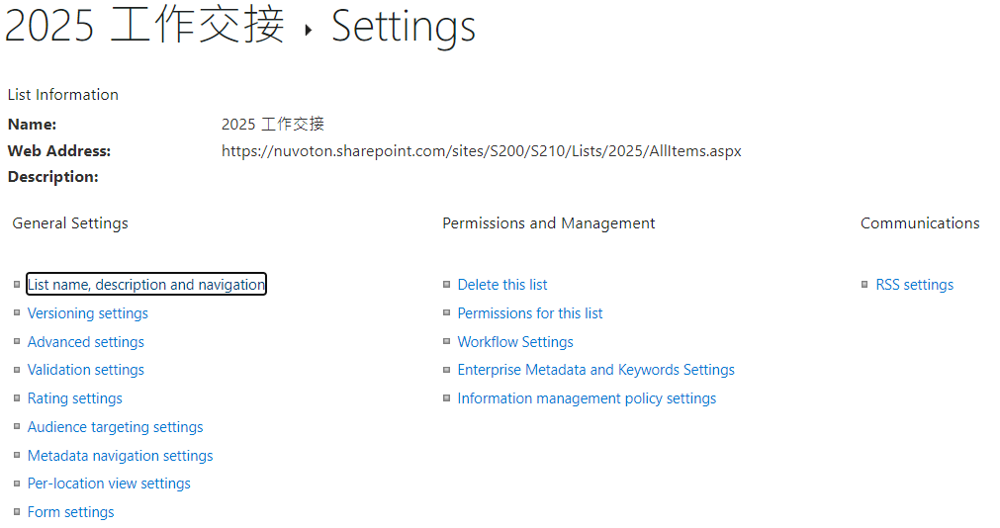 2025 工作交接 ▸ Settings
List Information
Name: 2025 工作交接
Web Address: https://nuvoton.sharepoint.com/sites/S200/S210/Lists/2025/AllItems.aspx
Description:
General Settings
List name, description and navigation
Versioning settings
Advanced settings
Validation settings
Rating settings
Audience targeting settings
Metadata navigation settings
Per-location view settings
Form settings
Permissions and Management
Delete this list
Permissions for this list
Workflow Settings
Enterprise Metadata and Keywords Settings
Information management policy settings
Communications
RSS settings